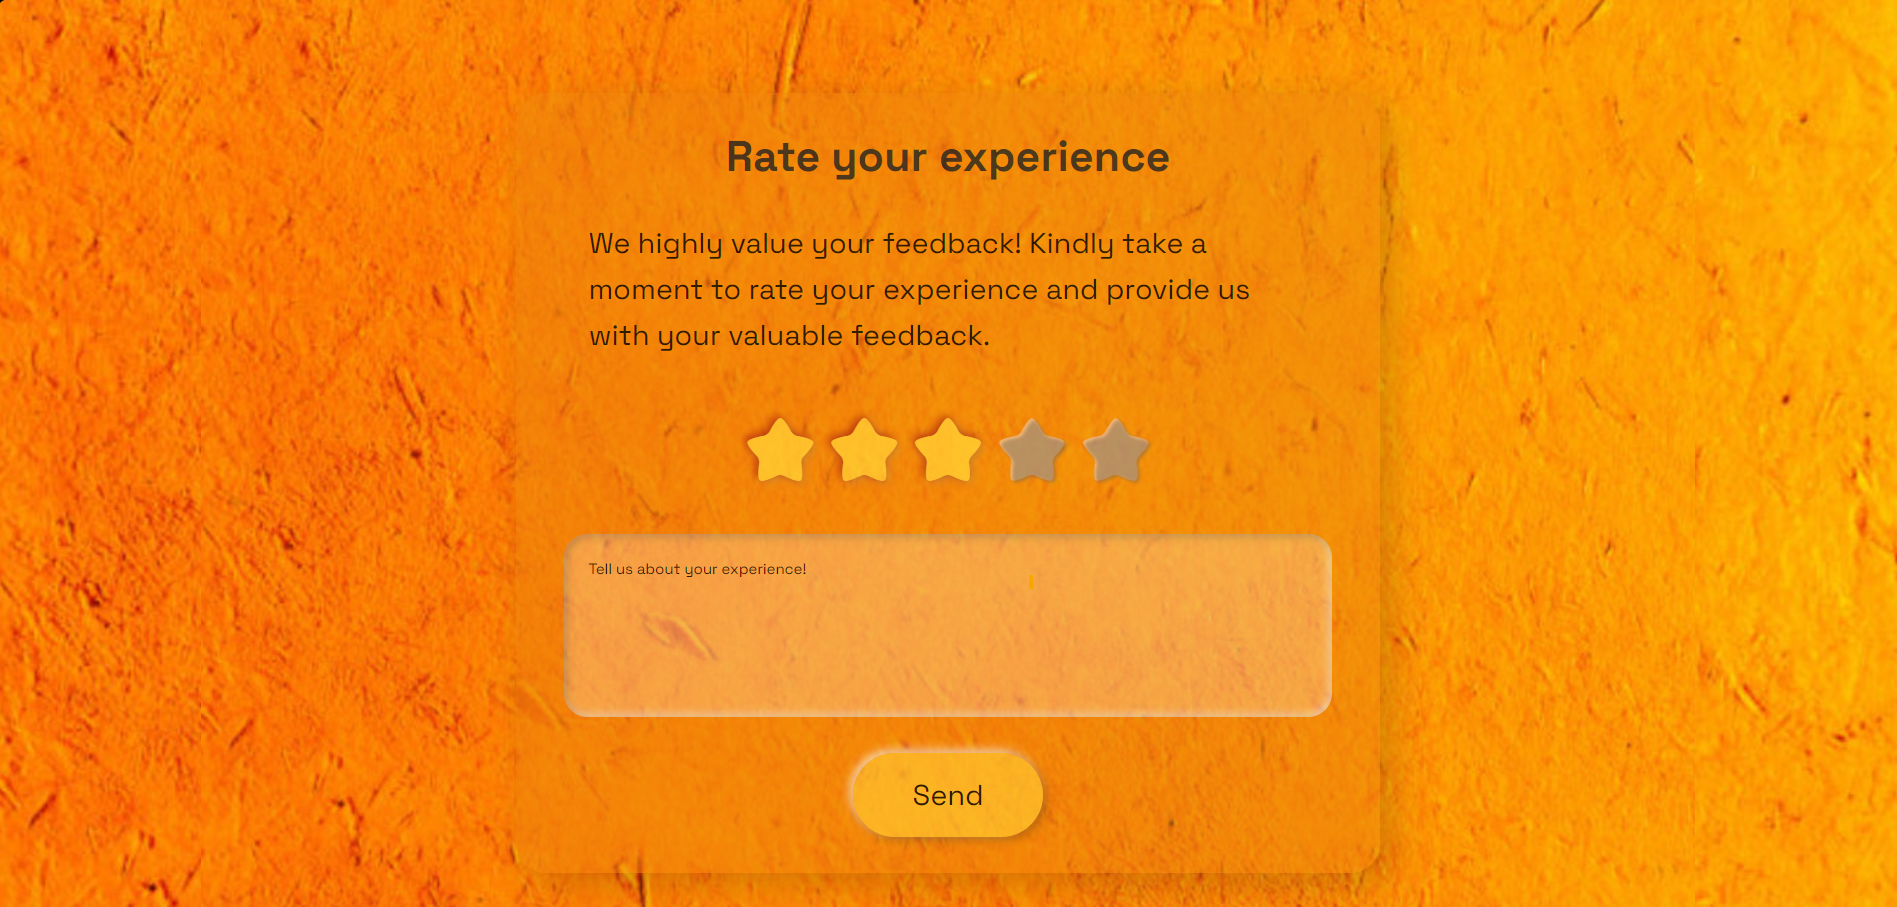 Rate your experience
We highly value your feedback! Kindly take a
moment to rate your experience and provide us
with your valuable feedback.
Tell us about your experience!
Send